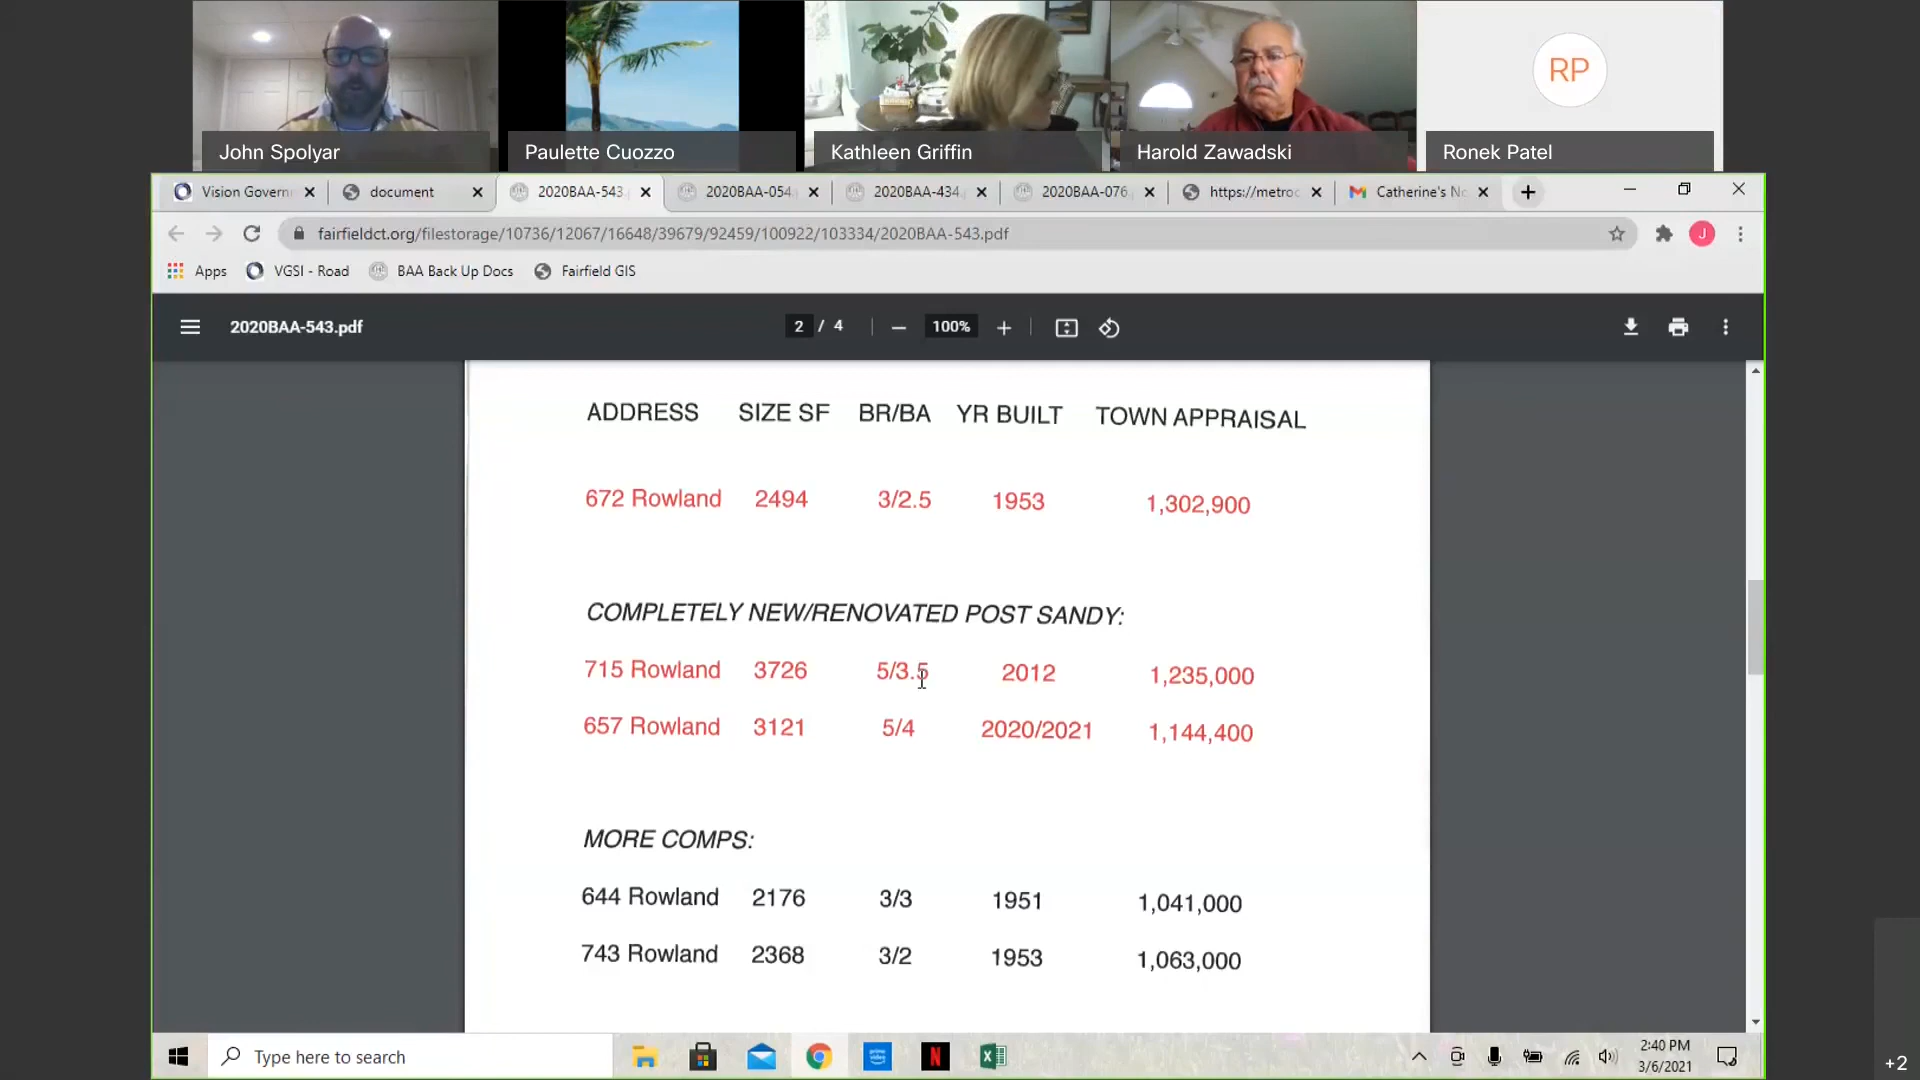 John Spolyar
Paulette Cuozzo
Kathleen Griffin
Harold Zawadski
RP
Ronek Patel
Vision Govern
document
2020BAA-543
2020BAA-054
2020BAA-434
2020BAA-076
https://metroc
Catherine's No
fairfieldct.org/filestorage/10736/12067/16648/39679/92459/100922/103334/2020BAA-543.pdf
J
Apps
VGSI - Road
BAA Back Up Docs
Fairfield GIS
2020BAA-543.pdf
2 / 4
100%
ADDRESS SIZE SF BR/BA YR BUILT TOWN APPRAISAL
672 Rowland 2494 3/2.5 1953 1,302,900
COMPLETELY NEW/RENOVATED POST SANDY:
715 Rowland 3726 5/3.5 2012 1,235,000
657 Rowland 3121 5/4 2020/2021 1,144,400
MORE COMPS:
644 Rowland 2176 3/3 1951 1,041,000
743 Rowland 2368 3/2 1953 1,063,000
Type here to search
prime video
N
X
2:40 PM
3/6/2021
+2